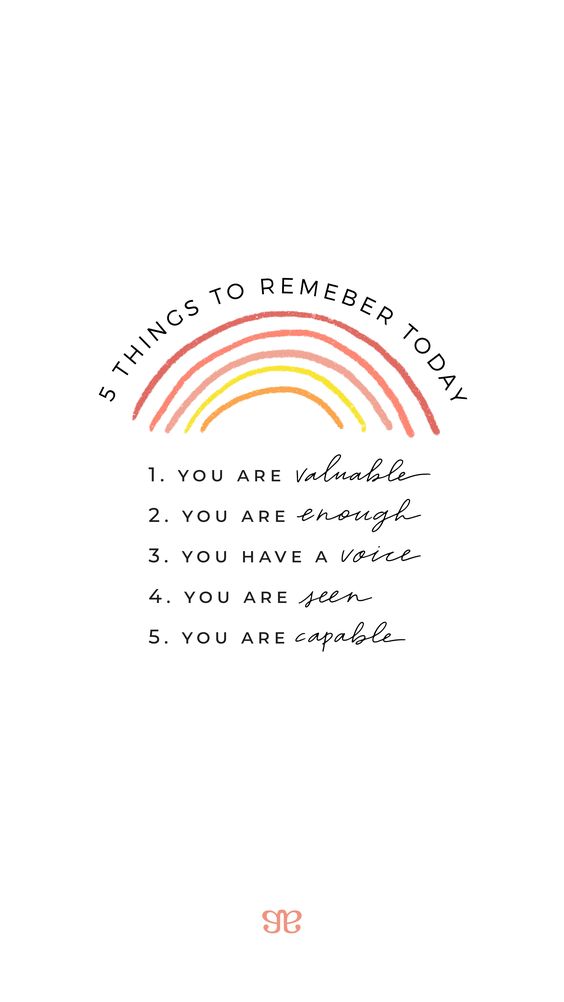 5 THINGS TO REMEBER TODAY
1. YOU ARE valuable
2. YOU ARE enough
3. YOU HAVE A voice
4. YOU ARE seen
5. YOU ARE capable